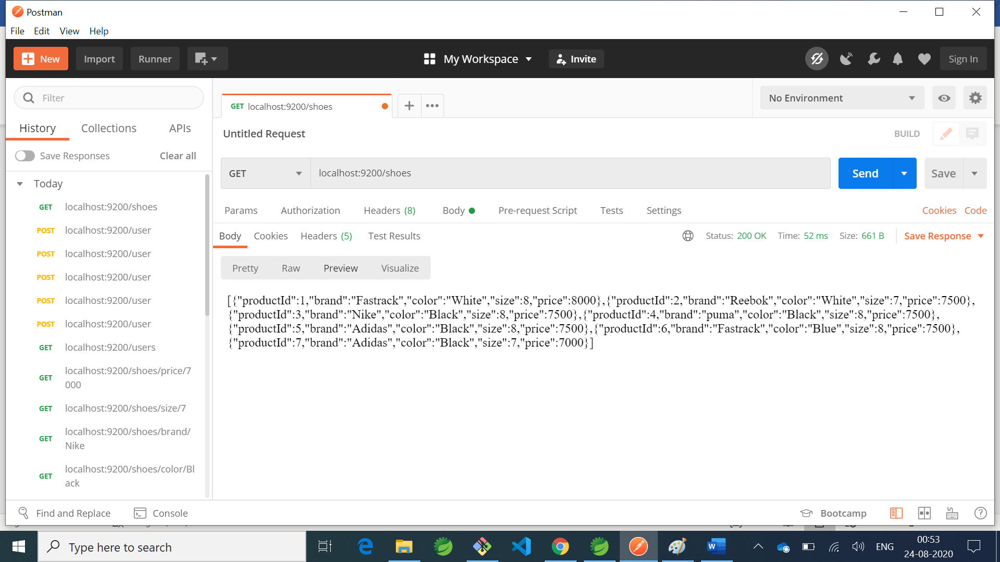 Postman
File Edit View Help
New Import Runner My Workspace Invite Sign In
Filter
History Collections APIs
Save Responses Clear all
Today
GET localhost:9200/shoes
POST localhost:9200/user
POST localhost:9200/user
POST localhost:9200/user
POST localhost:9200/user
POST localhost:9200/user
GET localhost:9200/users
GET localhost:9200/shoes/price/7
000
GET localhost:9200/shoes/size/7
GET localhost:9200/shoes/brand/
Nike
GET localhost:9200/shoes/color/Bl
ack
GET localhost:9200/shoes
No Environment
Untitled Request
BUILD
GET localhost:9200/shoes Send Save
Params Authorization Headers (8) Body Pre-request Script Tests Settings Cookies Code
Body Cookies Headers (5) Test Results Status: 200 OK Time: 52 ms Size: 661 B Save Response
Pretty Raw Preview Visualize
[{"productId":1,"brand":"Fastrack","color":"White","size":8,"price":8000},{"productId":2,"brand":"Reebok","color":"White","size":7,"price":7500},
{"productId":3,"brand":"Nike","color":"Black","size":8,"price":7500},{"productId":4,"brand":"puma","color":"Black","size":8,"price":7500},
{"productId":5,"brand":"Adidas","color":"Black","size":8,"price":7500},{"productId":6,"brand":"Fastrack","color":"Blue","size":8,"price":7500},
{"productId":7,"brand":"Adidas","color":"Black","size":7,"price":7000}]
Find and Replace Console Bootcamp
Type here to search
ENG
00:53
24-08-2020